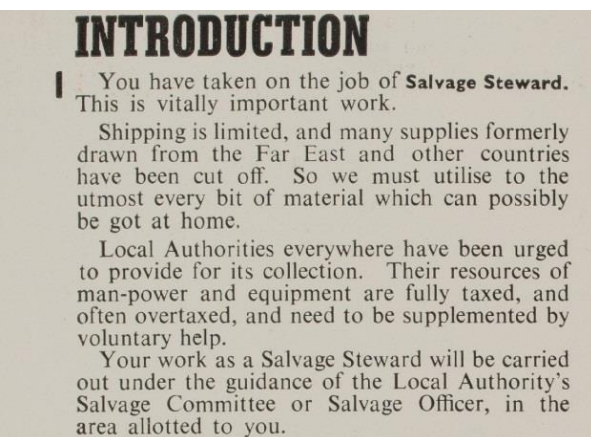 INTRODUCTION
You have taken on the job of Salvage Steward.
This is vitally important work.
Shipping is limited, and many supplies formerly
drawn from the Far East and other countries
have been cut off. So we must utilise to the
utmost every bit of material which can possibly
be got at home.
Local Authorities everywhere have been urged
to provide for its collection. Their resources of
man-power and equipment are fully taxed, and
often overtaxed, and need to be supplemented by
voluntary help.
Your work as a Salvage Steward will be carried
out under the guidance of the Local Authority's
Salvage Committee or Salvage Officer, in the
area allotted to you.